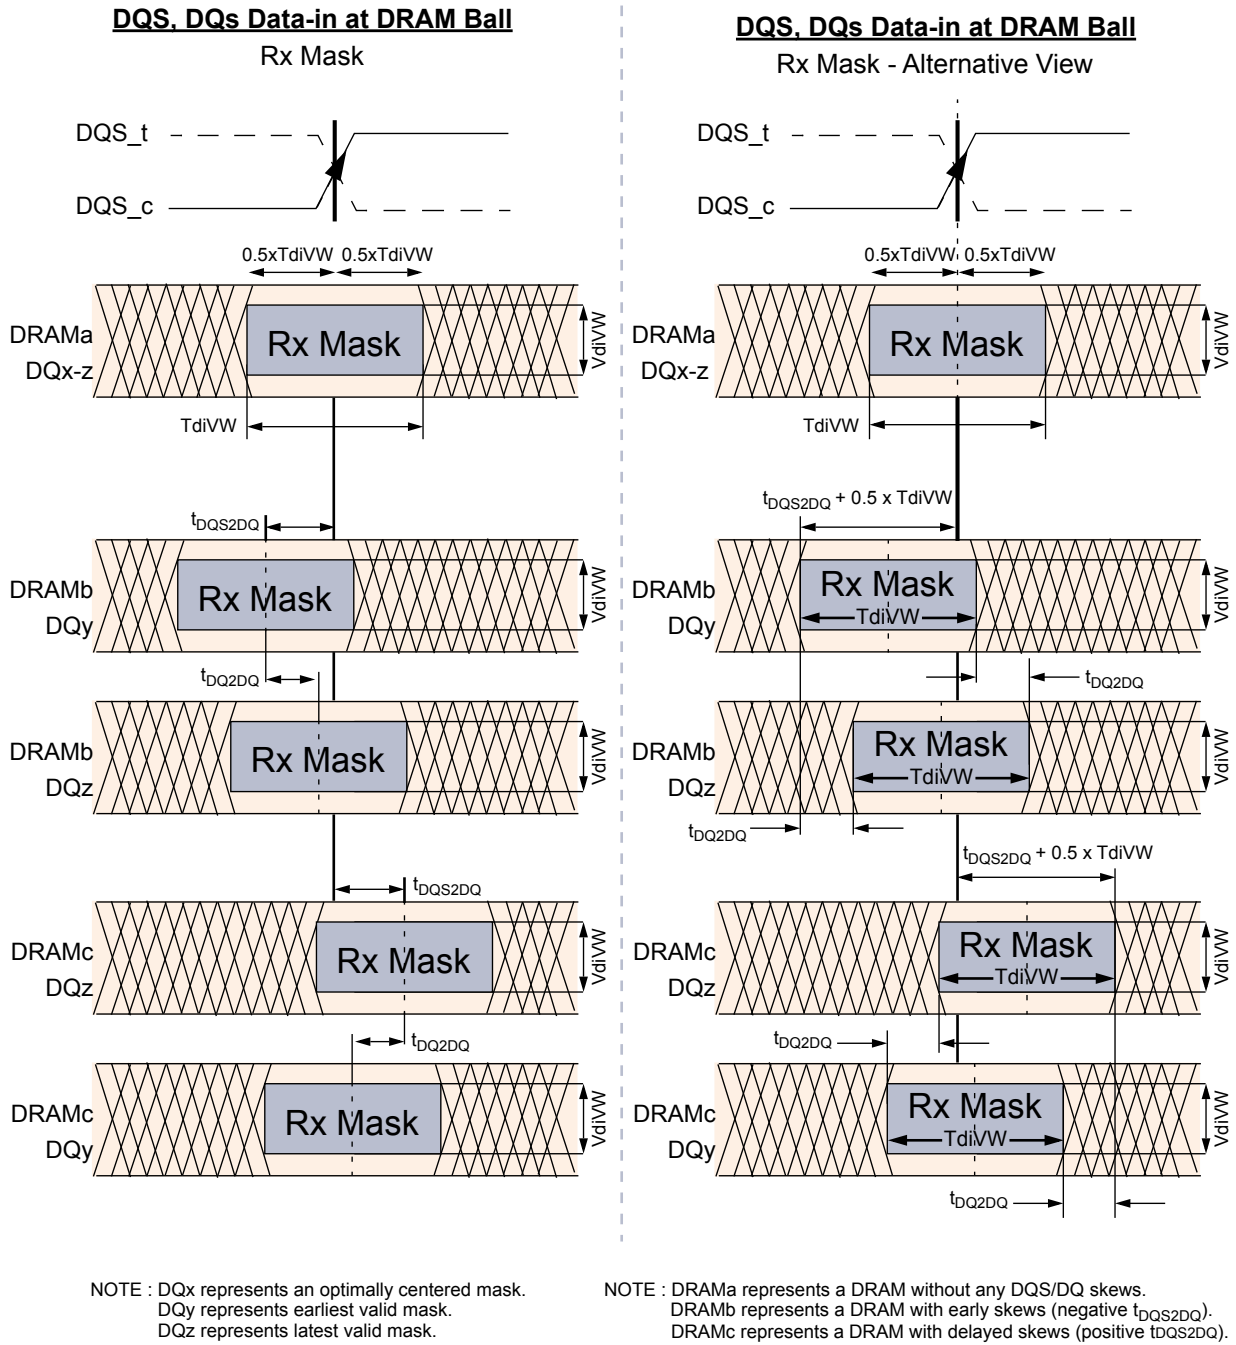 DQS, DQs Data-in at DRAM Ball
Rx Mask
DQS_t
DQS_c
0.5xTdiVW 0.5xTdiVW
DRAMa
DQx-z
Rx Mask
VdiVW
TdiVW
tDQS2DQ
DRAMb
DQy
Rx Mask
VdiVW
tDQ2DQ
DRAMb
DQz
Rx Mask
VdiVW
tDQS2DQ
DRAMc
DQz
Rx Mask
VdiVW
tDQ2DQ
DRAMc
DQy
Rx Mask
VdiVW
NOTE : DQx represents an optimally centered mask.
DQy represents earliest valid mask.
DQz represents latest valid mask.
DQS, DQs Data-in at DRAM Ball
Rx Mask - Alternative View
DQS_t
DQS_c
0.5xTdiVW 0.5xTdiVW
DRAMa
DQx-z
Rx Mask
VdiVW
TdiVW
tDQS2DQ + 0.5 x TdiVW
DRAMb
DQy
Rx Mask
TdiVW
VdiVW
tDQ2DQ
DRAMb
DQz
Rx Mask
TdiVW
VdiVW
tDQ2DQ
tDQS2DQ + 0.5 x TdiVW
DRAMc
DQz
Rx Mask
TdiVW
VdiVW
tDQ2DQ
DRAMc
DQy
Rx Mask
TdiVW
VdiVW
tDQ2DQ
NOTE : DRAMa represents a DRAM without any DQS/DQ skews.
DRAMb represents a DRAM with early skews (negative tDQS2DQ).
DRAMc represents a DRAM with delayed skews (positive tDQS2DQ).